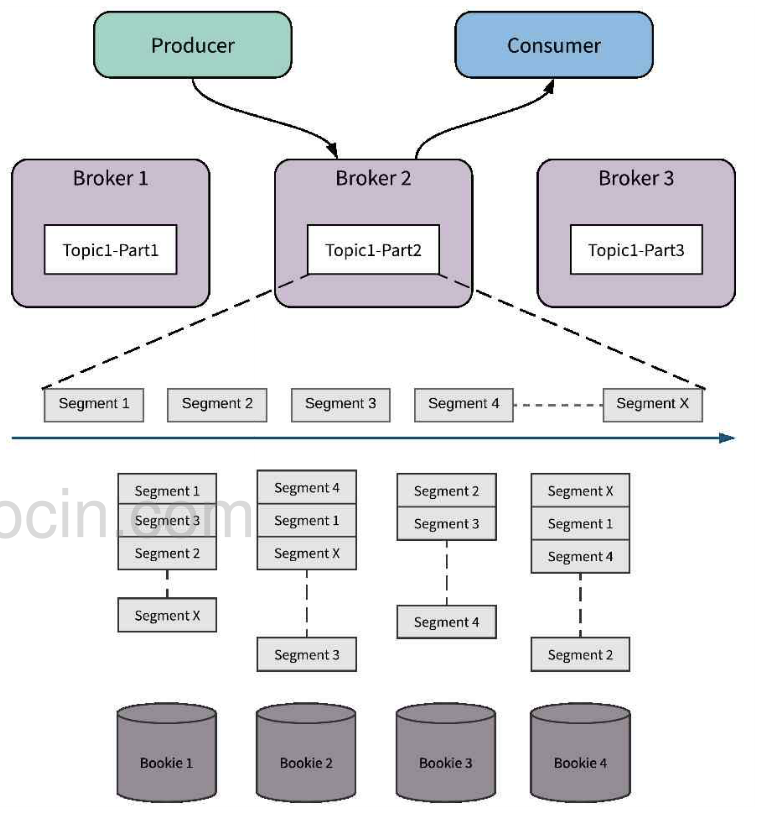 Producer
Consumer
Broker 1
Broker 2
Broker 3
Topic1-Part1
Topic1-Part2
Topic1-Part3
Segment 1
Segment 2
Segment 3
Segment 4
Segment X
Segment 1
Segment 3
Segment 2
Segment X
Segment 4
Segment 1
Segment X
Segment 3
Segment 2
Segment 3
Segment 4
Segment X
Segment 1
Segment 4
Segment 2
ocin.com
Bookie 1
Bookie 2
Bookie 3
Bookie 4